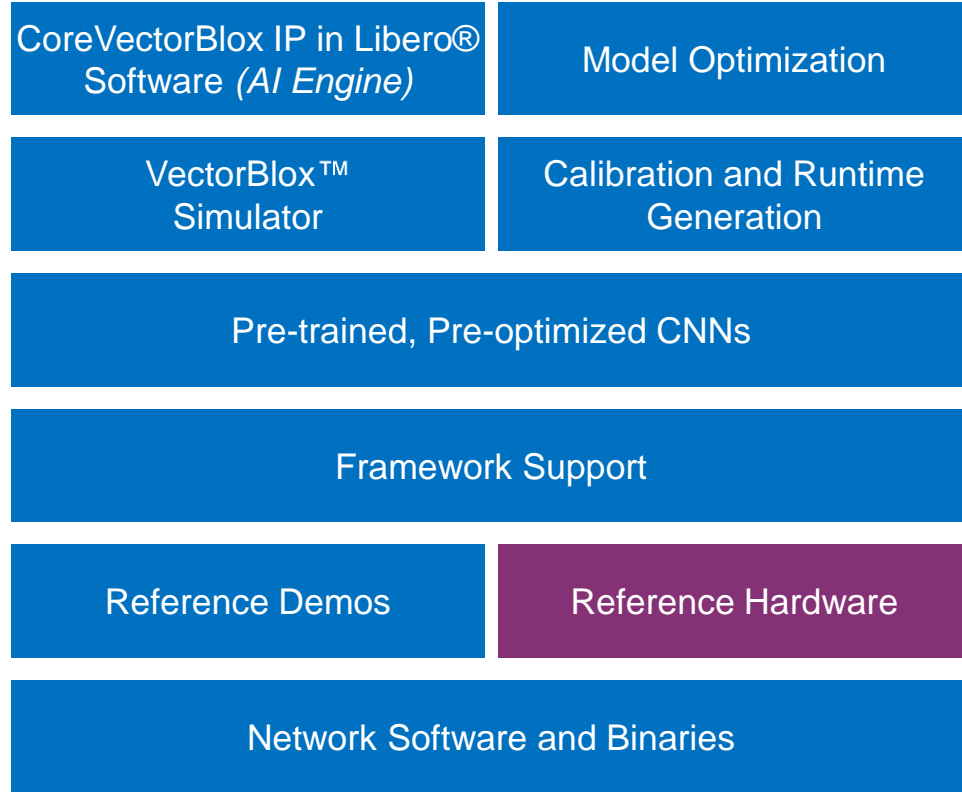 CoreVectorBlox IP in Libero®
Software (AI Engine)
Model Optimization
VectorBlox™
Simulator
Calibration and Runtime
Generation
Pre-trained, Pre-optimized CNNs
Framework Support
Reference Demos
Reference Hardware
Network Software and Binaries